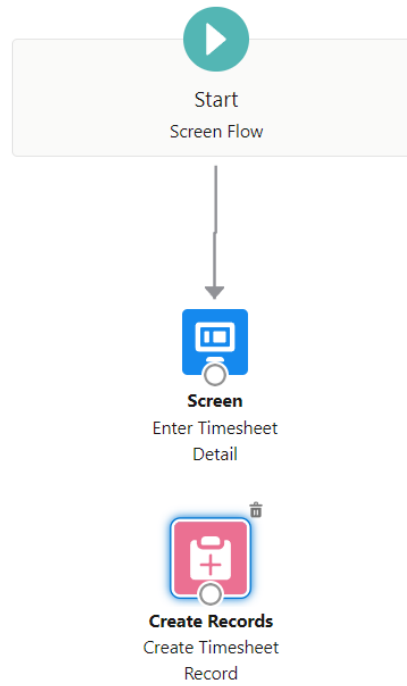 Start
Screen Flow
Screen
Enter Timesheet
Detail
Create Records
Create Timesheet
Record